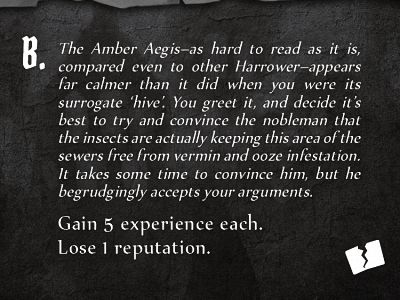 B.
The Amber Aegis–as hard to read as it is,
compared even to other Harrower–appears
far calmer than it did when you were its
surrogate ‘hive’. You greet it, and decide it’s
best to try and convince the nobleman that
the insects are actually keeping this area of the
sewers free from vermin and ooze infestation.
It takes some time to convince him, but he
begrudgingly accepts your arguments.
Gain 5 experience each.
Lose 1 reputation.